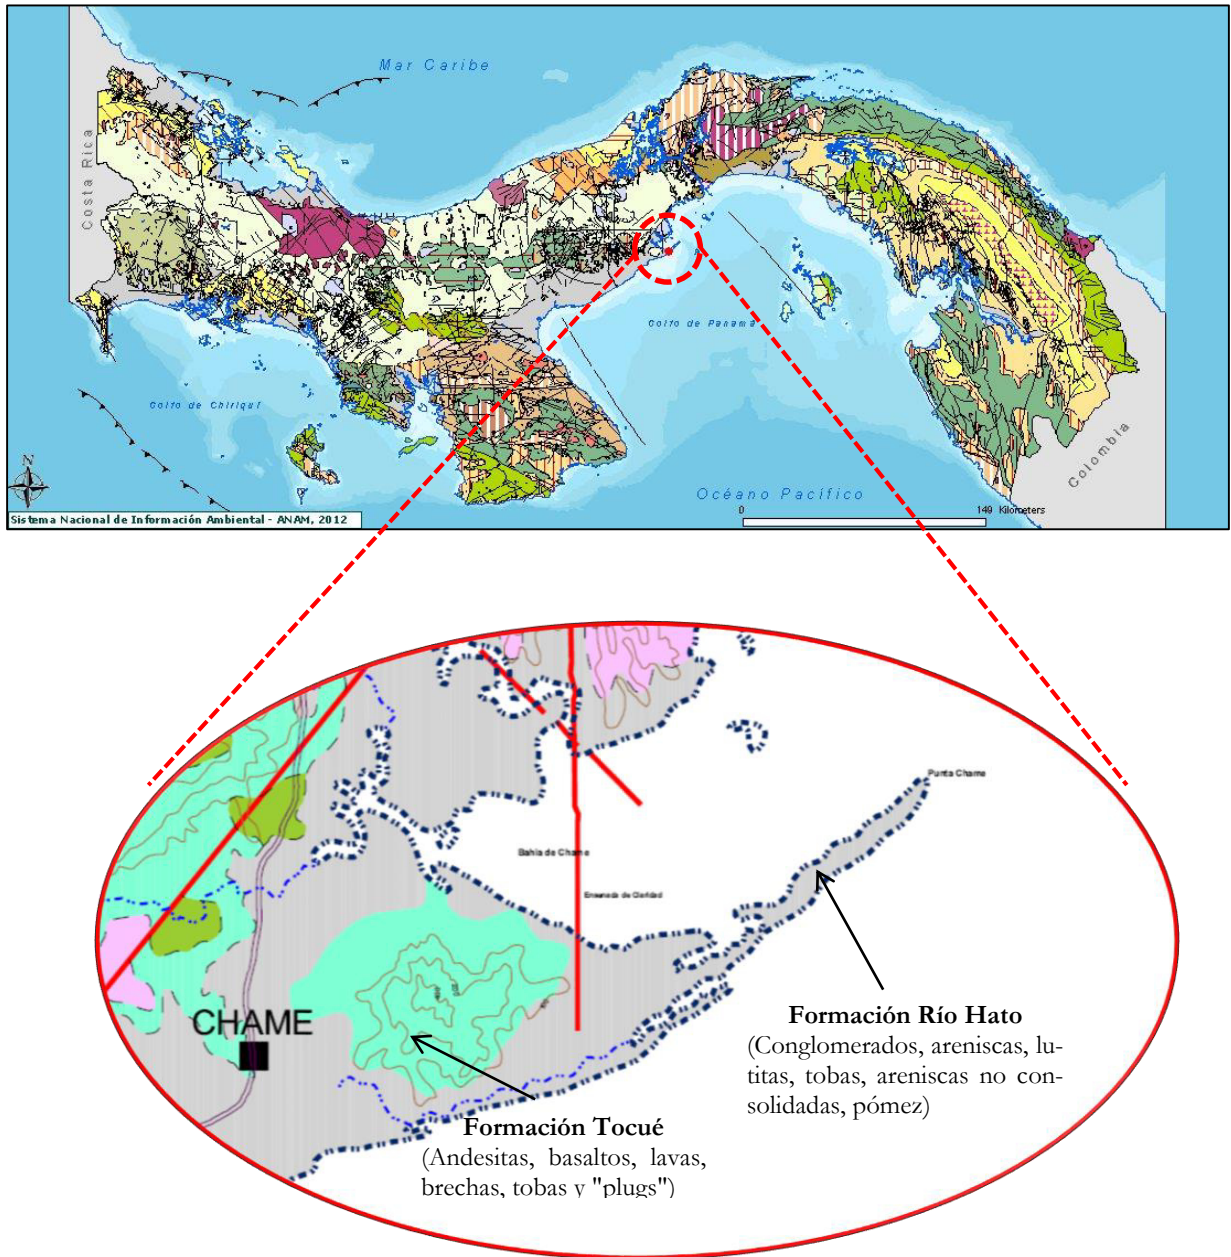 Mar Caribe
Costa Rica
Golfo de Panamá
Golfo de Chiriquí
Colombia
N
Océano Pacífico
0 149 Kilometers
Sistema Nacional de Información Ambiental - ANAM, 2012
Punta Chame
Bahía de Chame
Ensenada de Claridad
CHAME
Formación Río Hato
(Conglomerados, areniscas, lu-
titas, tobas, areniscas no con-
solidadas, pómez)
Formación Tocué
(Andesitas, basaltos, lavas,
brechas, tobas y "plugs")